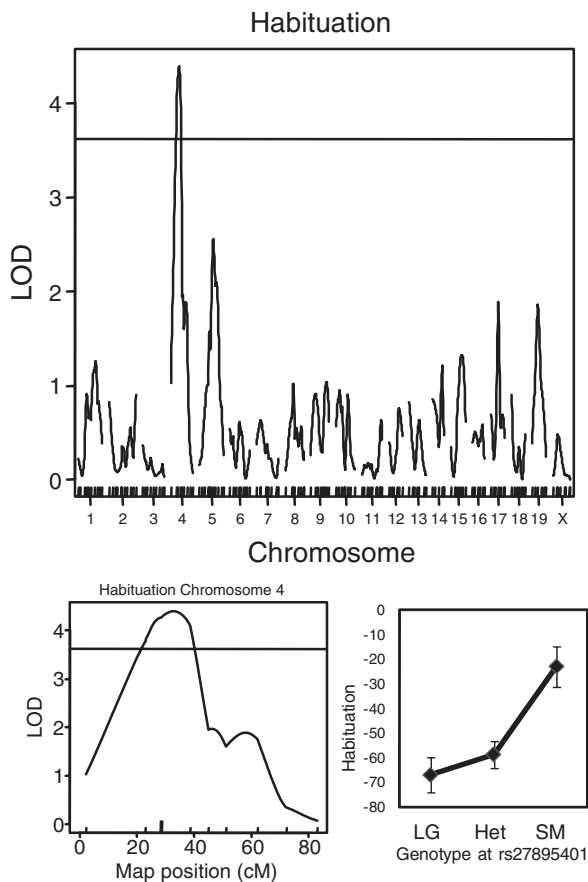 Habituation
LOD
4
3
2
1
0
1 2 3 4 5 6 7 8 9 10 11 12 13 14 15 16 17 18 19 X
Chromosome
Habituation Chromosome 4
LOD
4
3
2
1
0
0 20 40 60 80
Map position (cM)
Habituation
0
-10
-20
-30
-40
-50
-60
-70
-80
LG Het SM
Genotype at rs27895401